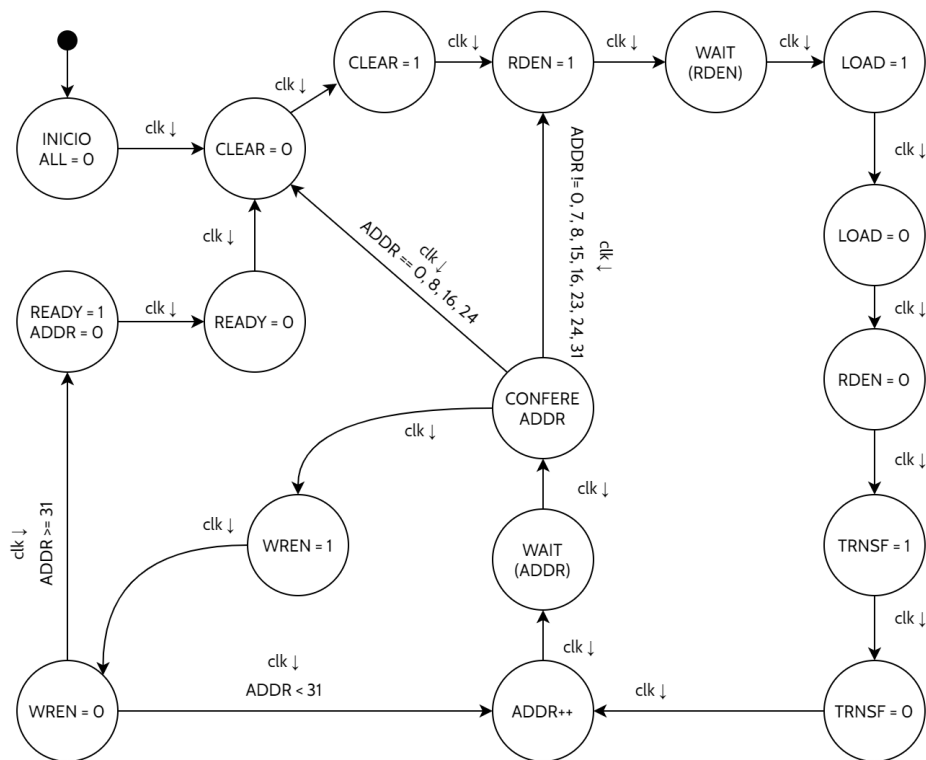 clk ↓
clk ↓
clk ↓
clk ↓
CLEAR = 1
RDEN = 1
WAIT
(RDEN)
LOAD = 1
clk ↓
INICIO
ALL = 0
CLEAR = 0
clk ↓
clk ↓
ADDR == 0, 8, 16, 24
clk ↓
ADDR != 0, 7, 8, 15, 16, 23, 24, 31
clk ↓
LOAD = 0
clk ↓
READY = 1
ADDR = 0
clk ↓
READY = 0
clk ↓
RDEN = 0
CONFERE
ADDR
clk ↓
clk ↓
clk ↓
clk ↓
ADDR >= 31
clk ↓
WREN = 1
WAIT
(ADDR)
TRNSF = 1
clk ↓
clk ↓
clk ↓
ADDR < 31
clk ↓
WREN = 0
ADDR++
TRNSF = 0